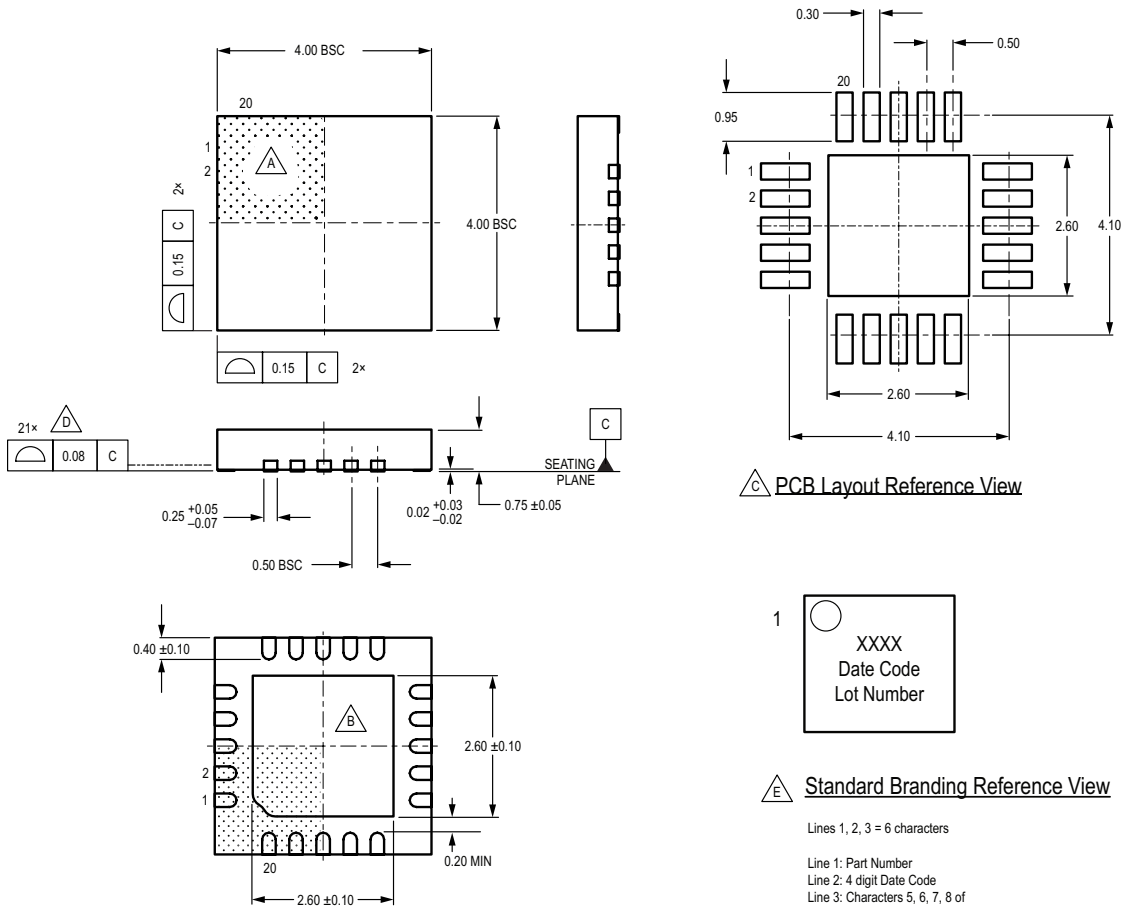 4.00 BSC
20
1
2
A
4.00 BSC
2×
C
0.15
0.15
C
2×
21×
D
0.08
C
C
SEATING
PLANE
0.25 +0.05
–0.07
0.02 +0.03
–0.02
0.75 ±0.05
0.50 BSC
0.40 ±0.10
B
2.60 ±0.10
2
1
20
0.20 MIN
2.60 ±0.10
0.30
0.50
20
0.95
1
2
2.60
4.10
2.60
4.10
C PCB Layout Reference View
1
XXXX
Date Code
Lot Number
E Standard Branding Reference View
Lines 1, 2, 3 = 6 characters
Line 1: Part Number
Line 2: 4 digit Date Code
Line 3: Characters 5, 6, 7, 8 of